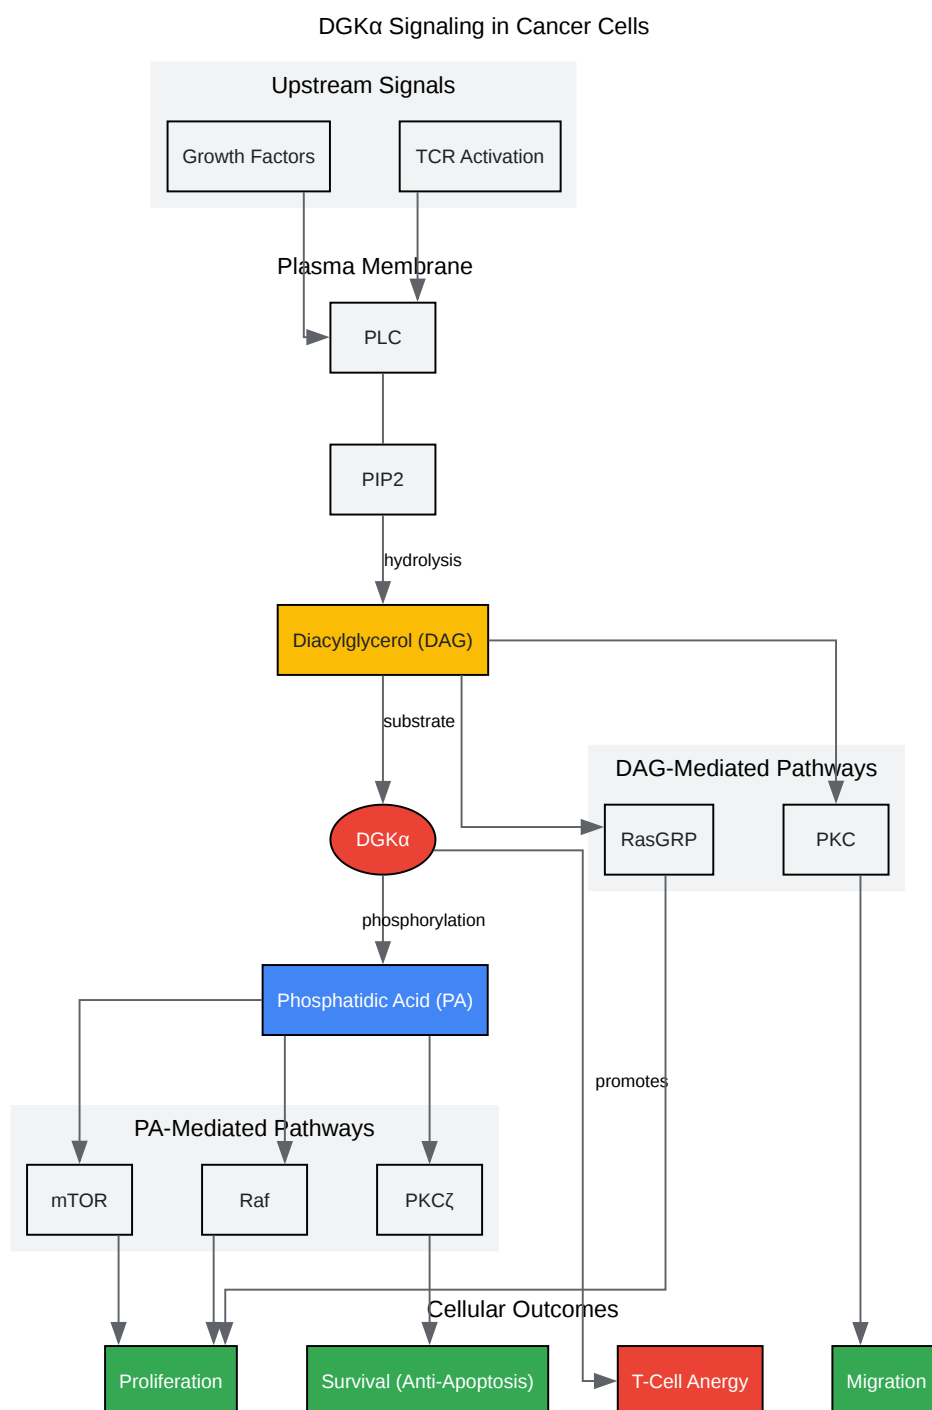 DGKα Signaling in Cancer Cells
Upstream Signals
Growth Factors
TCR Activation
Plasma Membrane
PLC
PIP2
hydrolysis
Diacylglycerol (DAG)
substrate
DAG-Mediated Pathways
DGKα
RasGRP
PKC
phosphorylation
Phosphatidic Acid (PA)
promotes
PA-Mediated Pathways
mTOR
Raf
PKCζ
Cellular Outcomes
Proliferation
Survival (Anti-Apoptosis)
T-Cell Anergy
Migration